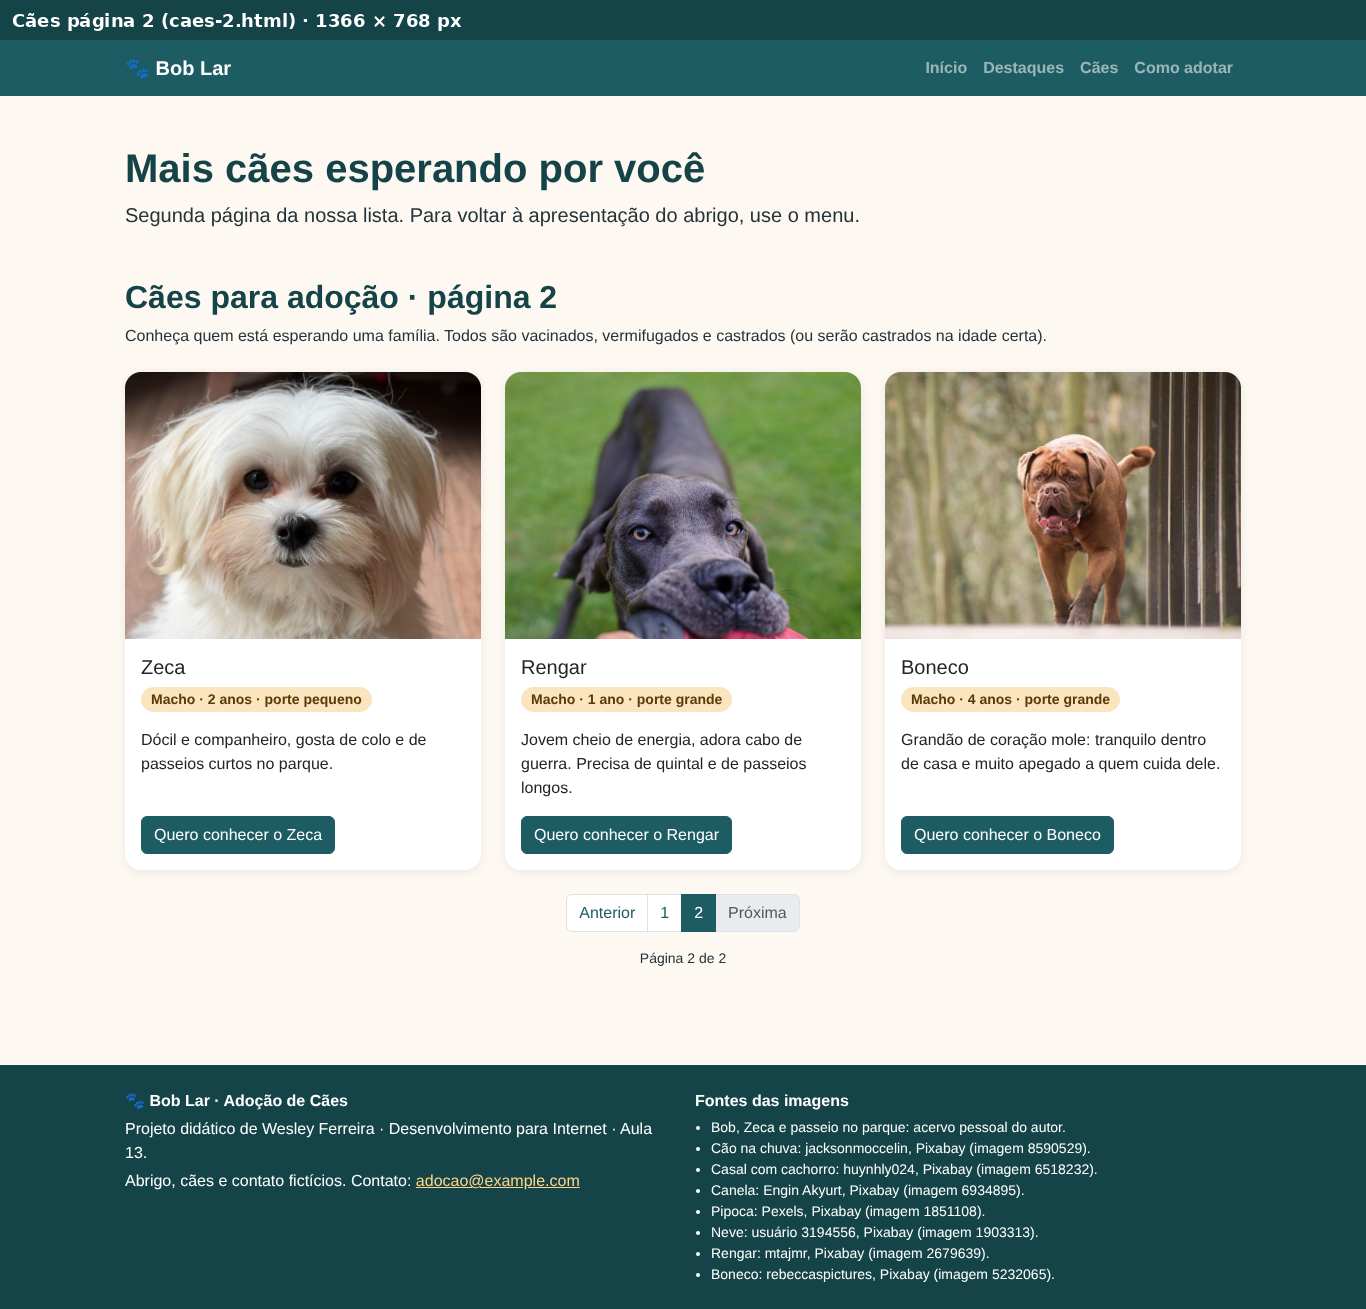 Cães página 2 (caes-2.html) · 1366 × 768 px
🐾 Bob Lar
Início Destaques Cães Como adotar
Mais cães esperando por você
Segunda página da nossa lista. Para voltar à apresentação do abrigo, use o menu.
Cães para adoção · página 2
Conheça quem está esperando uma família. Todos são vacinados, vermifugados e castrados (ou serão castrados na idade certa).
Zeca
Macho · 2 anos · porte pequeno
Dócil e companheiro, gosta de colo e de
passeios curtos no parque.
Quero conhecer o Zeca
Rengar
Macho · 1 ano · porte grande
Jovem cheio de energia, adora cabo de
guerra. Precisa de quintal e de passeios
longos.
Quero conhecer o Rengar
Boneco
Macho · 4 anos · porte grande
Grandão de coração mole: tranquilo dentro
de casa e muito apegado a quem cuida dele.
Quero conhecer o Boneco
Anterior 1 2 Próxima
Página 2 de 2
🐾 Bob Lar · Adoção de Cães
Projeto didático de Wesley Ferreira · Desenvolvimento para Internet · Aula
13.
Abrigo, cães e contato fictícios. Contato: adocao@example.com
Fontes das imagens
• Bob, Zeca e passeio no parque: acervo pessoal do autor.
• Cão na chuva: jacksonmoccelin, Pixabay (imagem 8590529).
• Casal com cachorro: huynhly024, Pixabay (imagem 6518232).
• Canela: Engin Akyurt, Pixabay (imagem 6934895).
• Pipoca: Pexels, Pixabay (imagem 1851108).
• Neve: usuário 3194556, Pixabay (imagem 1903313).
• Rengar: mtajmr, Pixabay (imagem 2679639).
• Boneco: rebeccaspictures, Pixabay (imagem 5232065).